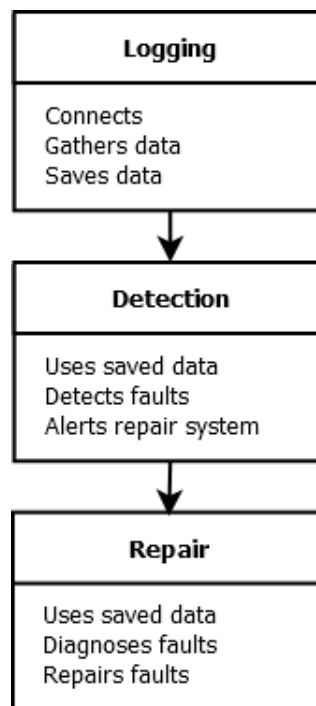 Logging
Connects
Gathers data
Saves data
Detection
Uses saved data
Detects faults
Alerts repair system
Repair
Uses saved data
Diagnoses faults
Repairs faults